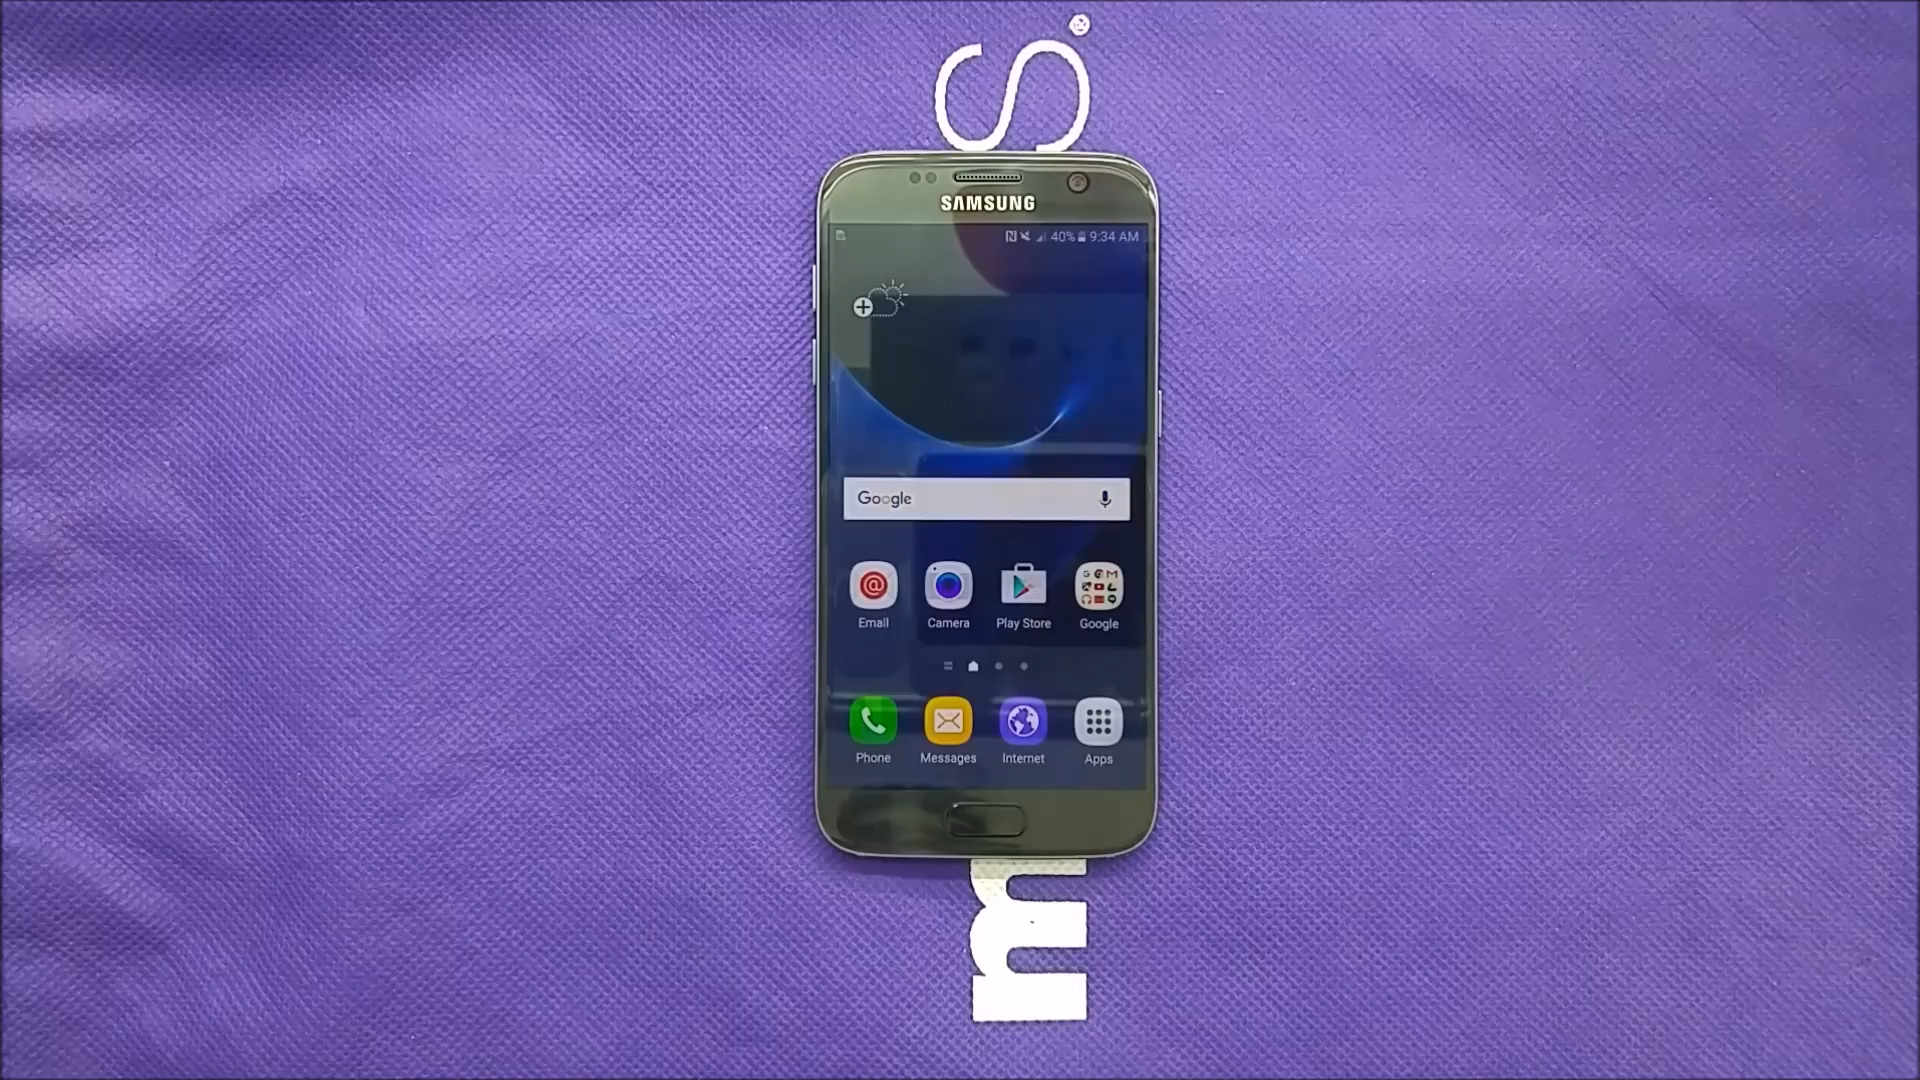 S
SAMSUNG
40% 9:34 AM
Google
Email Camera Play Store Google
Phone Messages Internet Apps
m